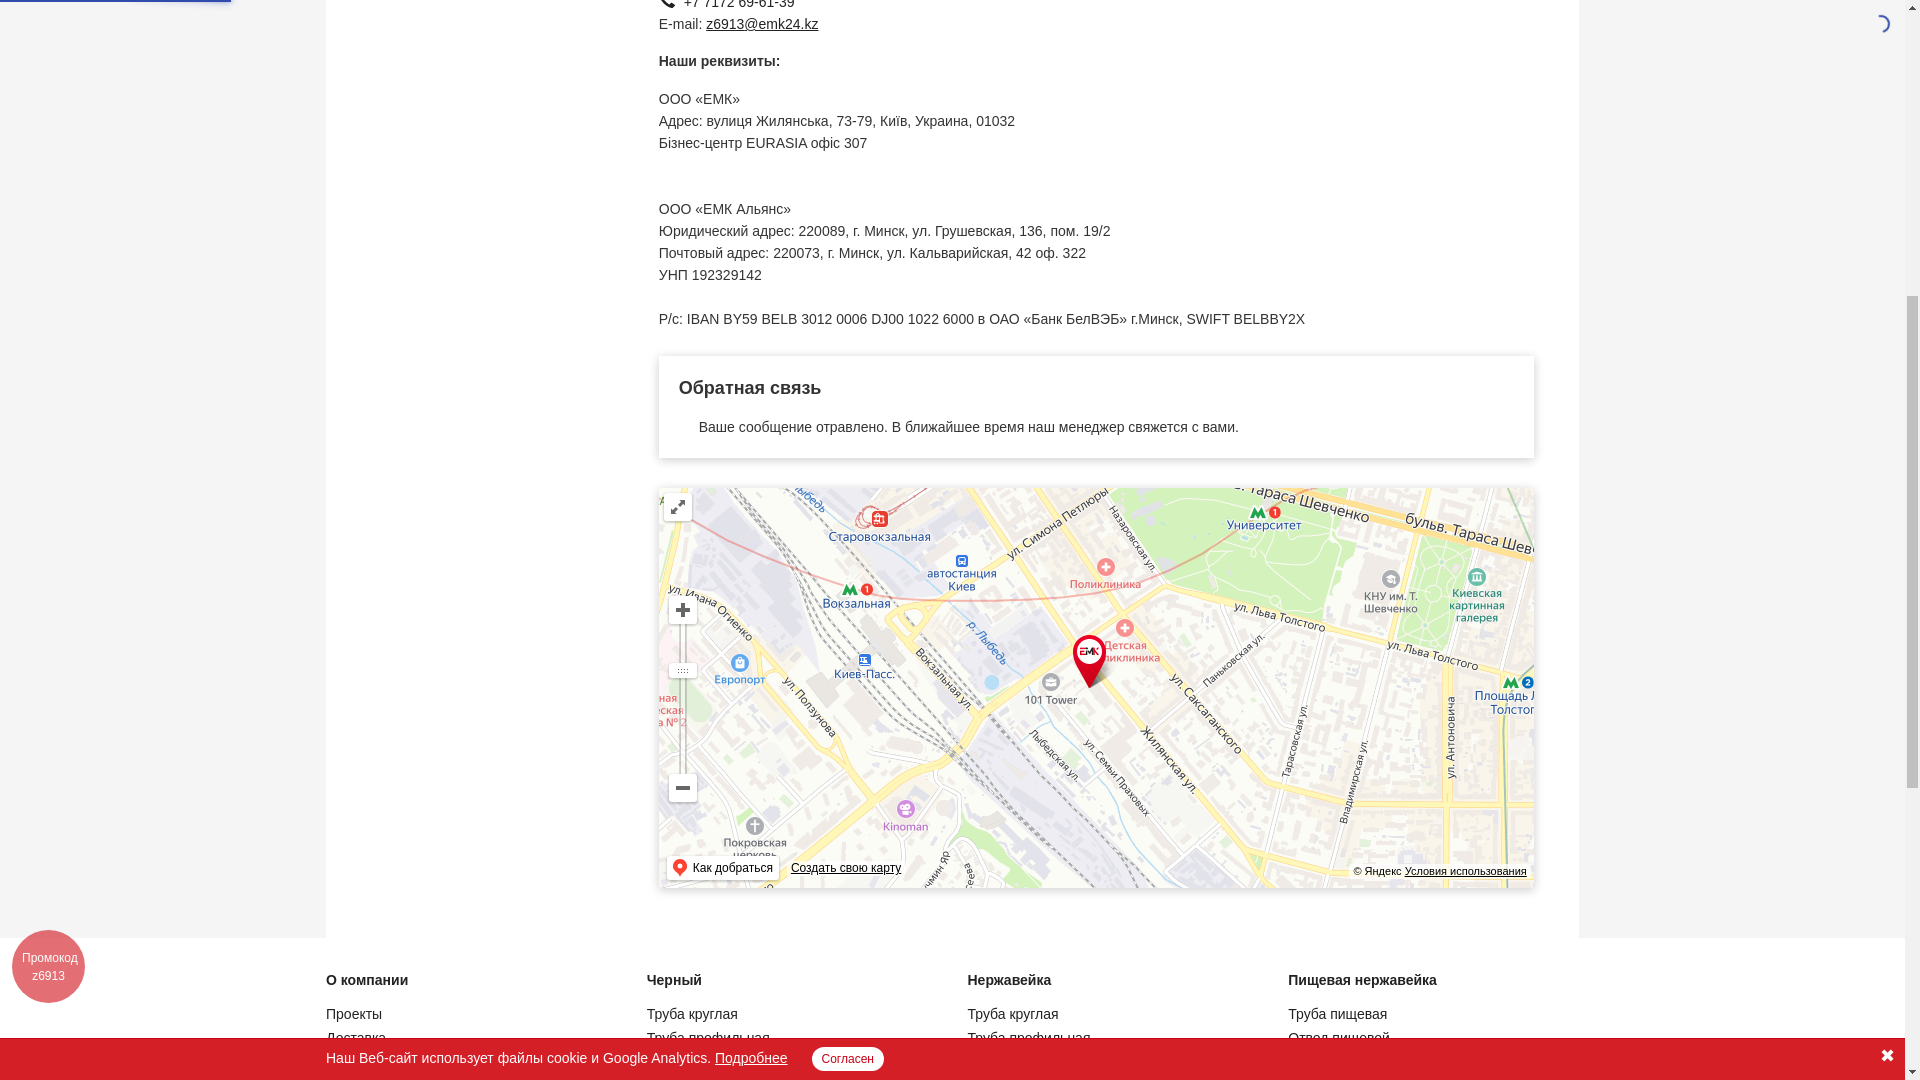 +7 7172 69-61-39
E-mail: z6913@emk24.kz
Наши реквизиты:
ООО «ЕМК»
Адрес: вулиця Жилянська, 73-79, Київ, Украина, 01032
Бізнес-центр EURASIA офіс 307
ООО «ЕМК Альянс»
Юридический адрес: 220089, г. Минск, ул. Грушевская, 136, пом. 19/2
Почтовый адрес: 220073, г. Минск, ул. Кальварийская, 42 оф. 322
УНП 192329142
Р/с: IBAN BY59 BELB 3012 0006 DJ00 1022 6000 в ОАО «Банк БелВЭБ» г.Минск, SWIFT BELBBY2X
Обратная связь
Ваше сообщение отравлено. В ближайшее время наш менеджер свяжется с вами.
Лыбедь
Старовокзальная
ул. Симона Петлюры
Назаровская ул.
1
Университет
Тараса Шевченко
бульв. Тараса
автостанция
Киев
Поликлиника
1
Вокзальная
КНУ им. Т.
Шевченко
Киевская
картинная
галерея
ул. Ивана Огиенко
ул. Льва Толстого
р. Лыбедь
EMK
Детская
ул. Льва Толстого
Европорт
Киев-Пасс.
Вокзальная ул.
Паньковская ул.
101 Tower
2
Площадь
ул. Ползунова
ул. Саксаганского
Тарасовская ул.
ул. Антоновича
Лыбедская ул.
ул. Семьи Праховых
Жилянская ул.
Владимирская ул.
Kinoman
Покровская
церковь
Как добраться
Создать свою карту
© Яндекс Условия использования
Промокод
z6913
О компании
Черный
Нержавейка
Пищевая нержавейка
Проекты
Труба круглая
Труба круглая
Труба пищевая
Доставка
Труба профильная
Труба профильная
Отвод пищевой
Наш Веб-сайт использует файлы cookie и Google Analytics. Подробнее
Согласен